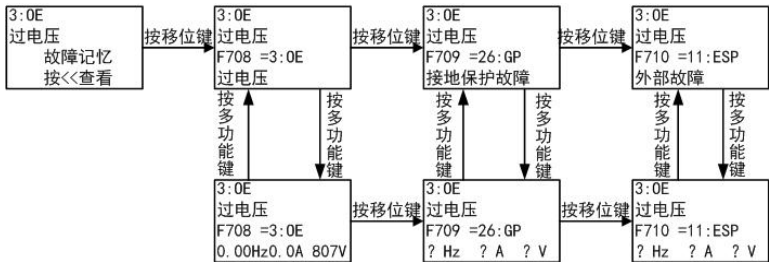 3:OE
过电压
故障记忆
按<<查看
按移位键
3:OE
过电压
F708 =3:OE
过电压
按移位键
3:OE
过电压
F709 =26:GP
接地保护故障
按移位键
3:OE
过电压
F710 =11:ESP
外部故障
按多功能键
按多功能键
按多功能键
按多功能键
按多功能键
按多功能键
3:OE
过电压
F708 =3:OE
0.00Hz0.0A 807V
按移位键
3:OE
过电压
F709 =26:GP
? Hz ? A ? V
按移位键
3:OE
过电压
F710 =11:ESP
? Hz ? A ? V